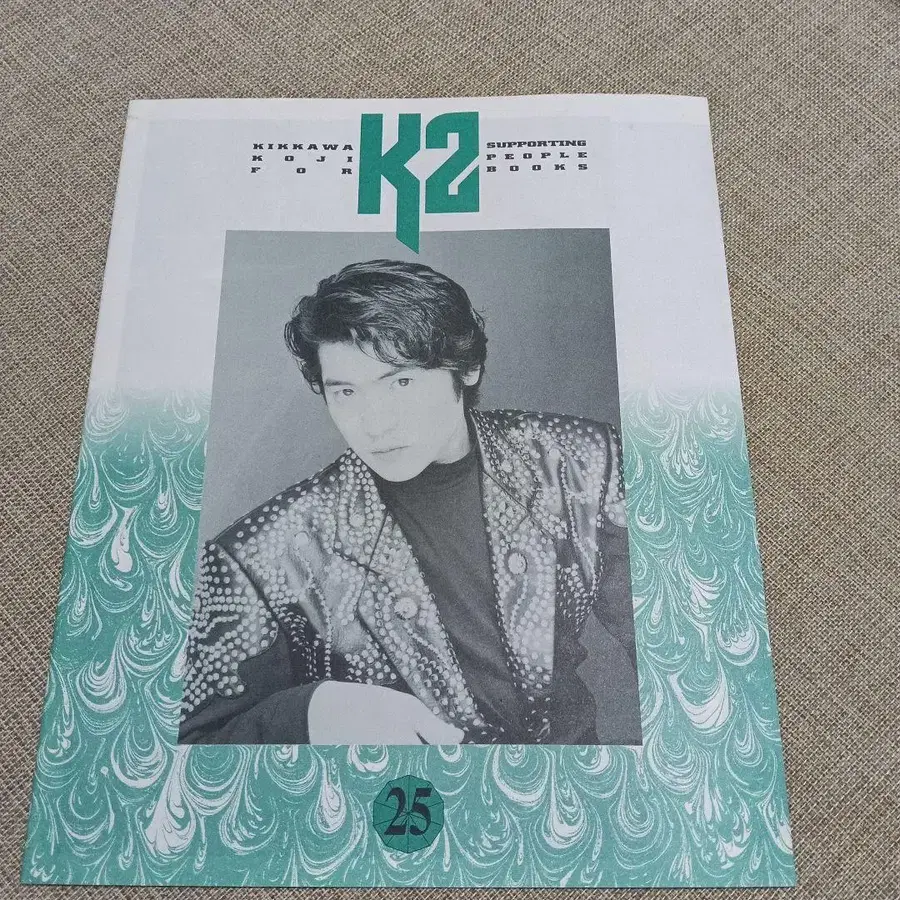 KIKKAWA
KOJI
FOR
K2
SUPPORTING
PEOPLE
BOOKS
25